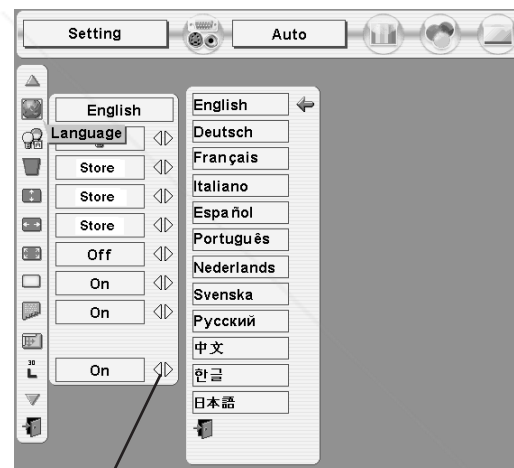 Setting
Auto
English
Language
Store
Store
Store
Off
On
On
On
English
Deutsch
Français
Italiano
Español
Português
Nederlands
Svenska
Русский
中文
한글
日本語
30